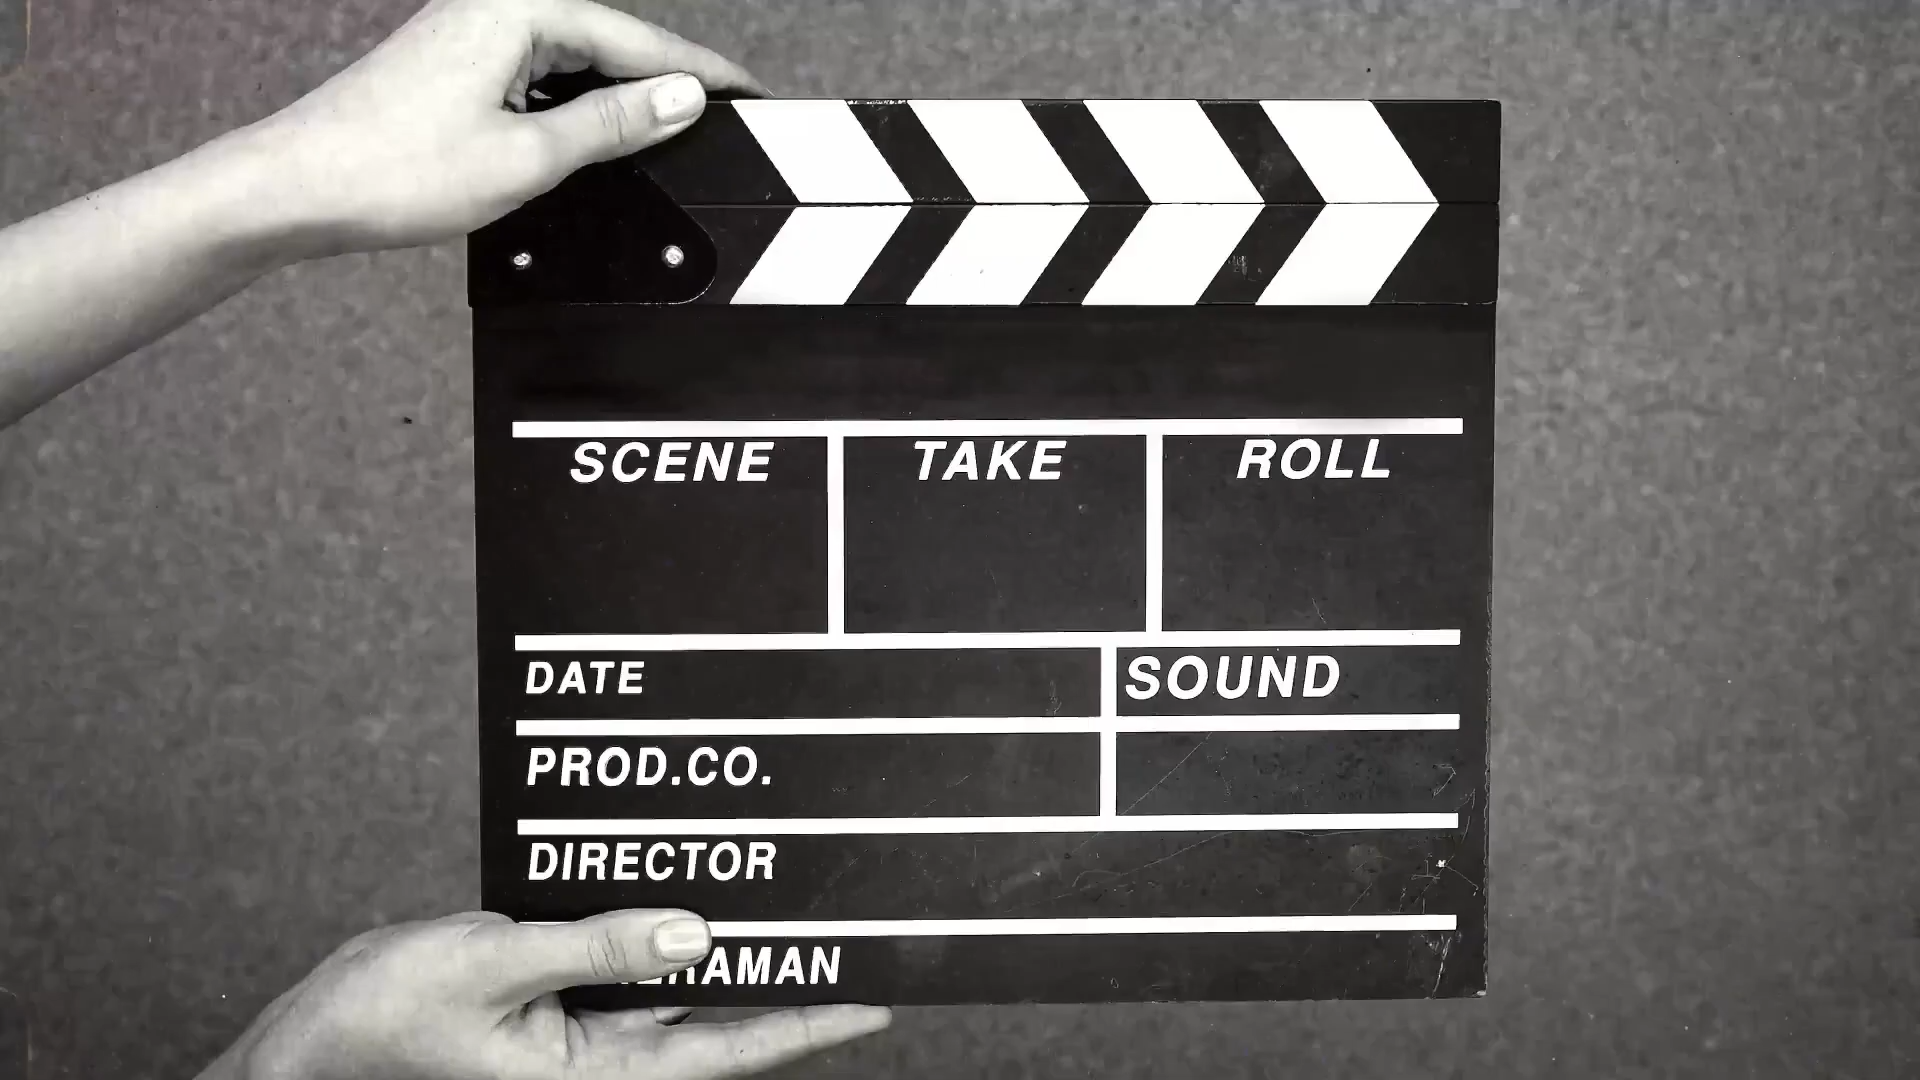 SCENE TAKE ROLL
DATE SOUND
PROD.CO.
DIRECTOR